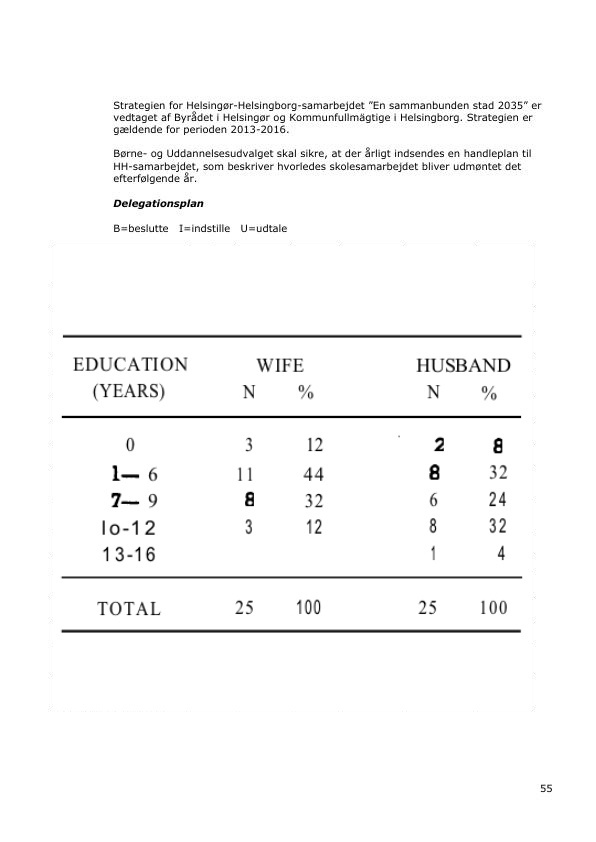 Strategien for Helsingør-Helsingborg-samarbejdet ”En sammanbunden stad 2035” er
vedtaget af Byrådet i Helsingør og Kommunfullmägtige i Helsingborg. Strategien er
gældende for perioden 2013-2016.
Børne- og Uddannelsesudvalget skal sikre, at der årligt indsendes en handleplan til
HH-samarbejdet, som beskriver hvorledes skolesamarbejdet bliver udmøntet det
efterfølgende år.
Delegationsplan
B=beslutte I=indstille U=udtale
EDUCATION WIFE HUSBAND
(YEARS) N % N %
0 3 12 2 8
1— 6 11 44 8 32
7— 9 8 32 6 24
lo-12 3 12 8 32
13-16 1 4
TOTAL 25 100 25 100
55